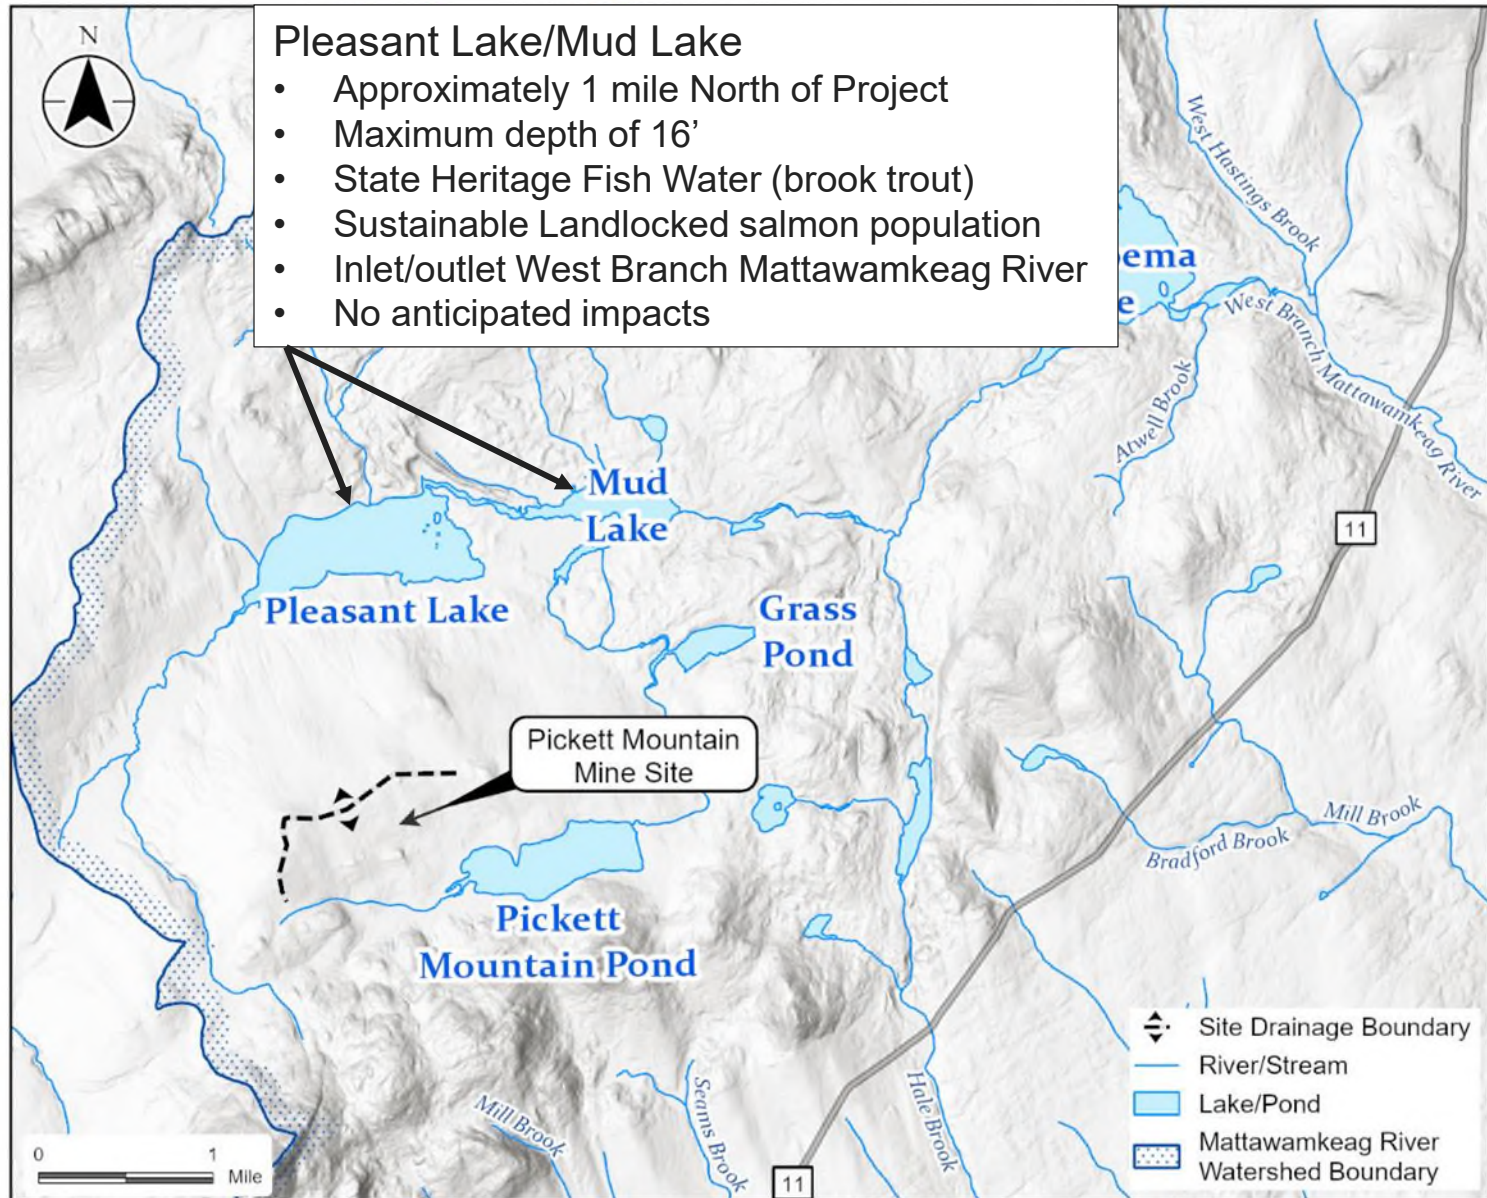 N
Pleasant Lake/Mud Lake
• Approximately 1 mile North of Project
• Maximum depth of 16’
• State Heritage Fish Water (brook trout)
• Sustainable Landlocked salmon population
• Inlet/outlet West Branch Mattawamkeag River
• No anticipated impacts
West Hastings Brook
West Branch Mattawamkeag River
Atwell Brook
11
Mud
Lake
Pleasant Lake
Grass
Pond
Pickett Mountain
Mine Site
Mill Brook
Bradford Brook
Pickett
Mountain Pond
Mill Brook
Seams Brook
Hale Brook
11
0 1
Mile
Site Drainage Boundary
River/Stream
Lake/Pond
Mattawamkeag River
Watershed Boundary